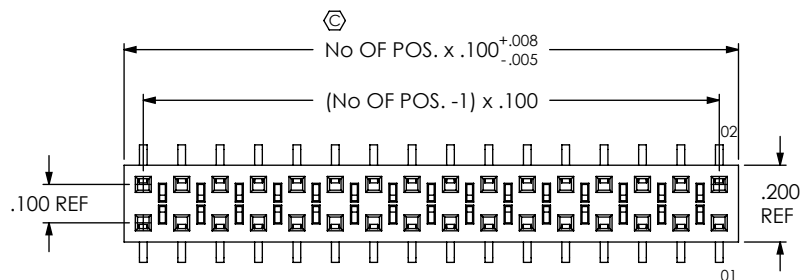 C
No OF POS. x .100 +.008 -.005
(No OF POS. -1) x .100
02
.100 REF
.200
REF
01